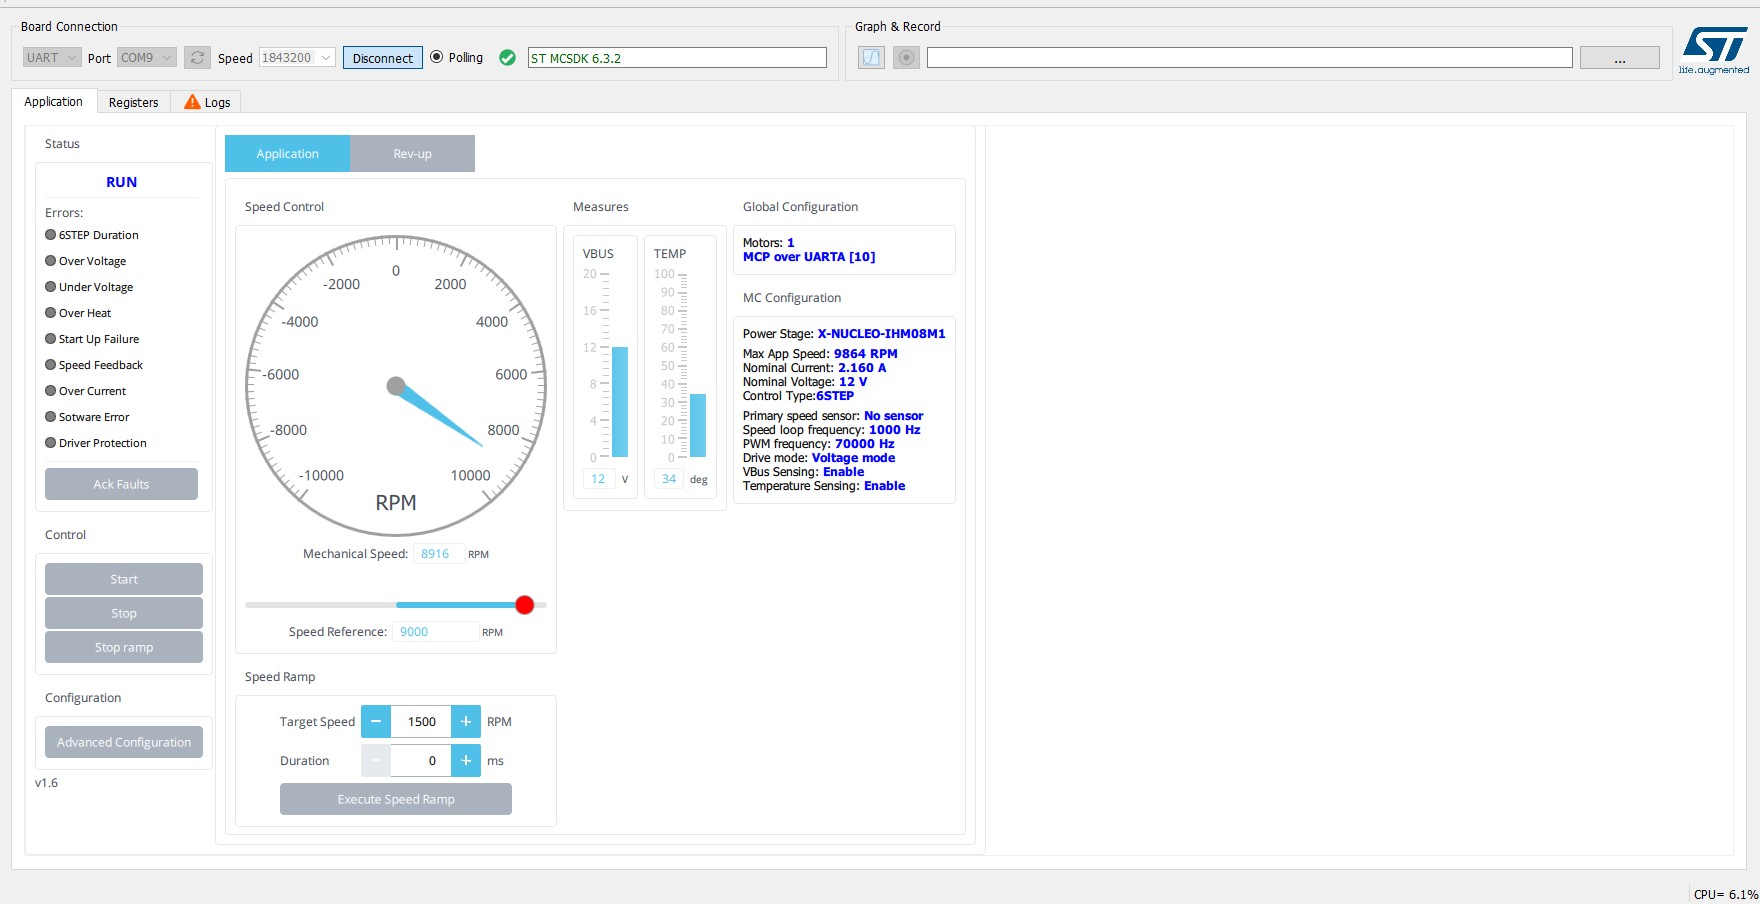 Board Connection
UART Port COM9 Speed 1843200 Disconnect Polling ST MCSDK 6.3.2
Graph & Record
...
ST
life.augmented
Application Registers Logs
Status
RUN
Errors:
6STEP Duration
Over Voltage
Under Voltage
Over Heat
Start Up Failure
Speed Feedback
Over Current
Sotware Error
Driver Protection
Ack Faults
Control
Start
Stop
Stop ramp
Configuration
Advanced Configuration
v1.6
Application Rev-up
Speed Control
0
-2000 2000
-4000 4000
-6000 6000
-8000 8000
-10000 10000
RPM
Mechanical Speed: 8916 RPM
Speed Reference: 9000 RPM
Speed Ramp
Target Speed − 1500 + RPM
Duration − 0 + ms
Execute Speed Ramp
Measures
VBUS
20
16
12
8
4
0
12 V
TEMP
100
90
80
70
60
50
40
30
20
10
0
34 deg
Global Configuration
Motors: 1
MCP over UARTA [10]
MC Configuration
Power Stage: X-NUCLEO-IHM08M1
Max App Speed: 9864 RPM
Nominal Current: 2.160 A
Nominal Voltage: 12 V
Control Type:6STEP
Primary speed sensor: No sensor
Speed loop frequency: 1000 Hz
PWM frequency: 70000 Hz
Drive mode: Voltage mode
VBus Sensing: Enable
Temperature Sensing: Enable
CPU= 6.1%